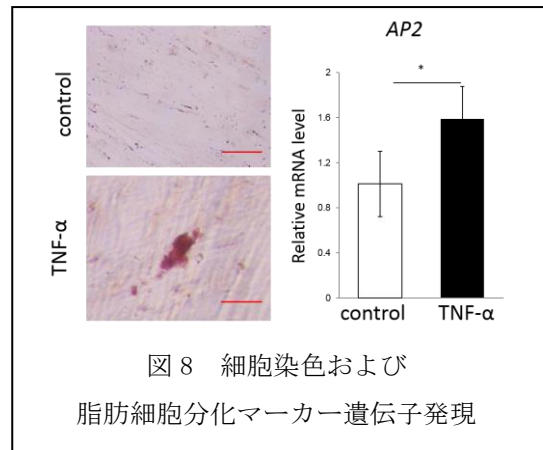 AP2
control
TNF-α
Relative mRNA level
2
1.6
1.2
0.8
0.4
0
*
control
TNF-α
図 8　細胞染色および
脂肪細胞分化マーカー遺伝子発現